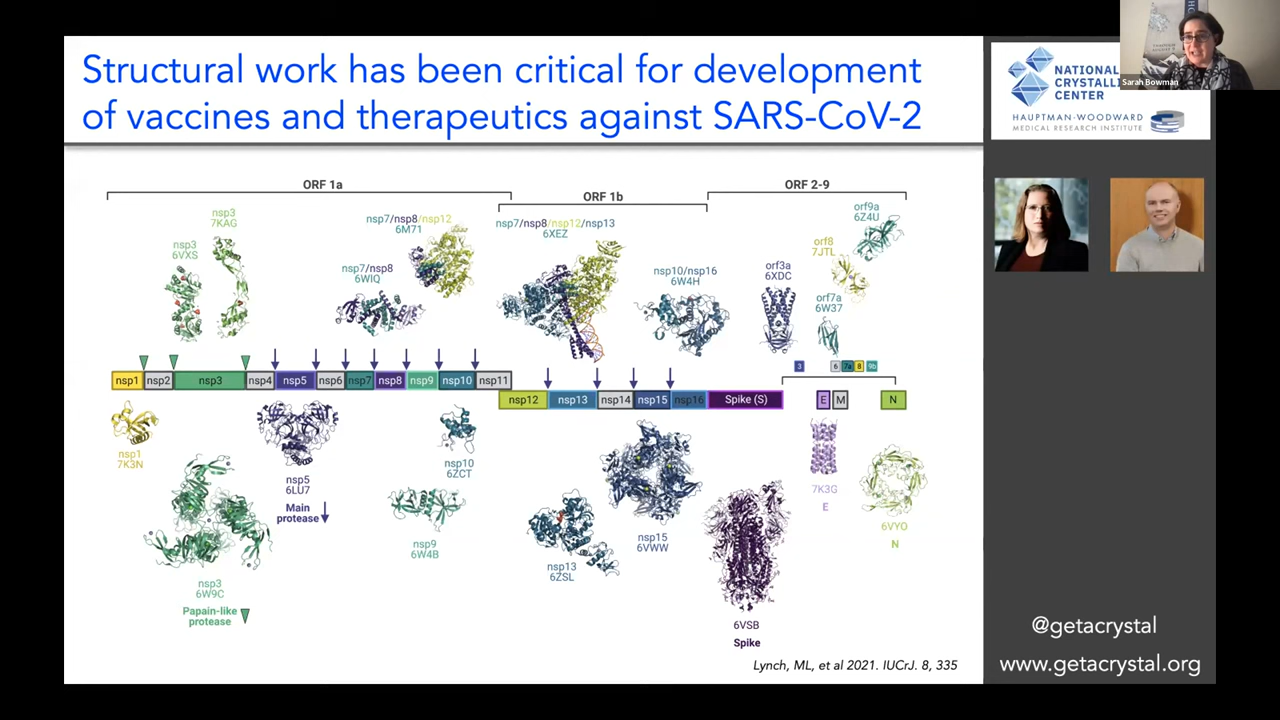 Structural work has been critical for development
of vaccines and therapeutics against SARS-CoV-2
NATIONAL
CENTER
HAUPTMAN·WOODWARD
MEDICAL RESEARCH INSTITUTE
Sarah Bowman
ORF 1a
ORF 1b
ORF 2-9
nsp3
7KAG
nsp3
6VXS
nsp7/nsp8/nsp12
6M71
nsp7/nsp8
6WIQ
nsp7/nsp8/nsp12/nsp13
6XEZ
nsp10/nsp16
6W4H
orf3a
6XDC
orf9a
6Z4U
orf8
7JTL
orf7a
6W37
3 6 7a 8 9b
nsp1 nsp2 nsp3 nsp4 nsp5 nsp6 nsp7 nsp8 nsp9 nsp10 nsp11
nsp12 nsp13 nsp14 nsp15 nsp16 Spike (S) E M N
nsp1
7K3N
nsp5
6LU7
Main
protease
nsp10
6ZCT
nsp9
6W4B
nsp3
6W9C
Papain-like
protease
nsp13
6ZSL
nsp15
6VWW
6VSB
Spike
7K3G
E
6VYO
N
Lynch, ML, et al 2021. IUCrJ. 8, 335
@getacrystal
www.getacrystal.org